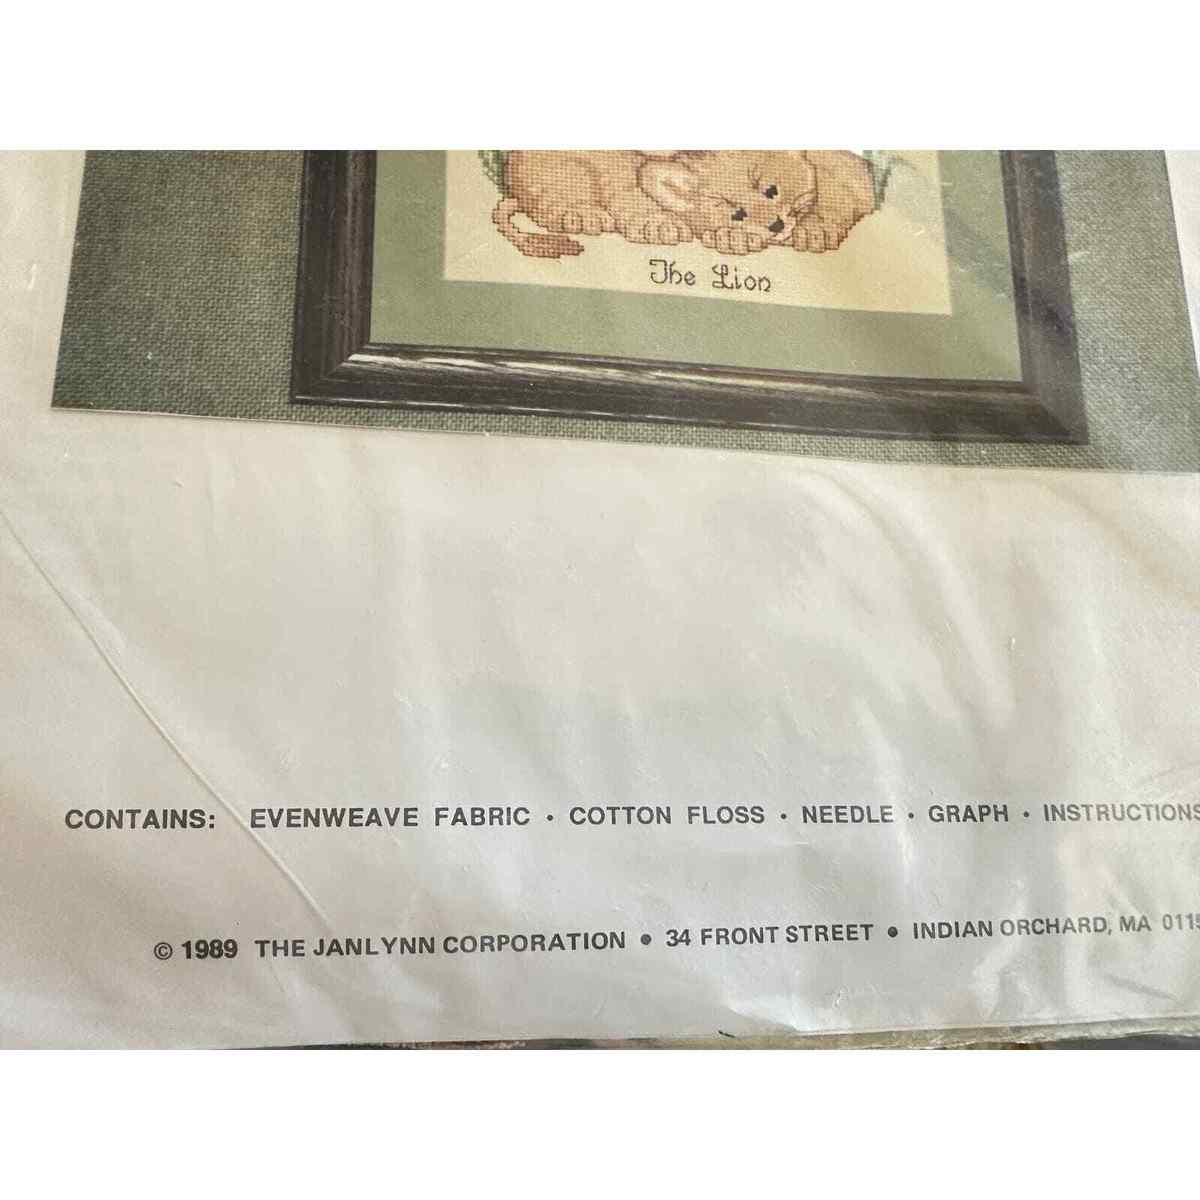 The Lion
CONTAINS: EVENWEAVE FABRIC • COTTON FLOSS • NEEDLE • GRAPH • INSTRUCTIONS
© 1989 THE JANLYNN CORPORATION • 34 FRONT STREET • INDIAN ORCHARD, MA 0115